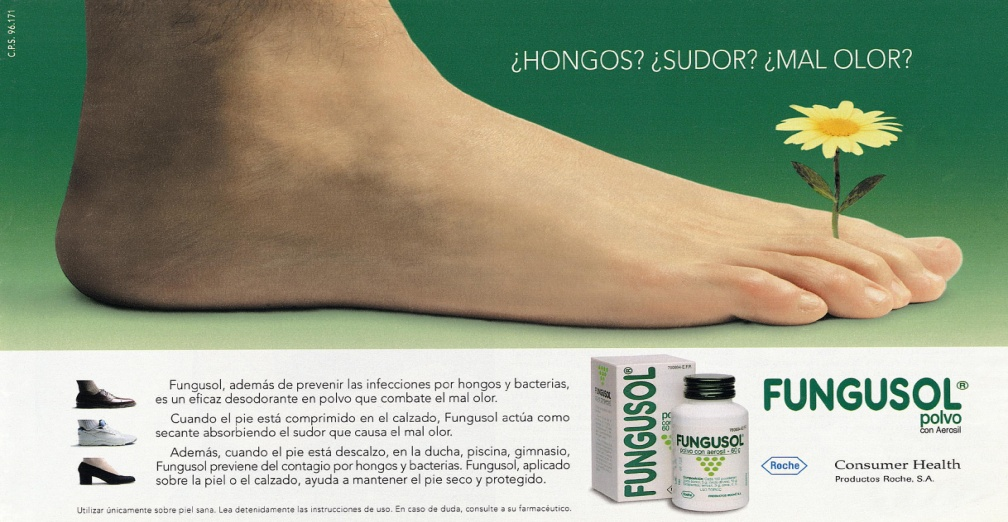 C.P.S. 96.171
¿HONGOS? ¿SUDOR? ¿MAL OLOR?
Fungusol, además de prevenir las infecciones por hongos y bacterias,
es un eficaz desodorante en polvo que combate el mal olor.
Cuando el pie está comprimido en el calzado, Fungusol actúa como
secante absorbiendo el sudor que causa el mal olor.
Además, cuando el pie está descalzo, en la ducha, piscina, gimnasio,
Fungusol previene del contagio por hongos y bacterias. Fungusol, aplicado
sobre la piel o el calzado, ayuda a mantener el pie seco y protegido.
Utilizar únicamente sobre piel sana. Lea detenidamente las instrucciones de uso. En caso de duda, consulte a su farmacéutico.
FUNGUSOL®
FUNGUSOL®
polvo con aerosil - 60 g
FUNGUSOL®
polvo
con Aerosil
Roche
Consumer Health
Productos Roche, S.A.